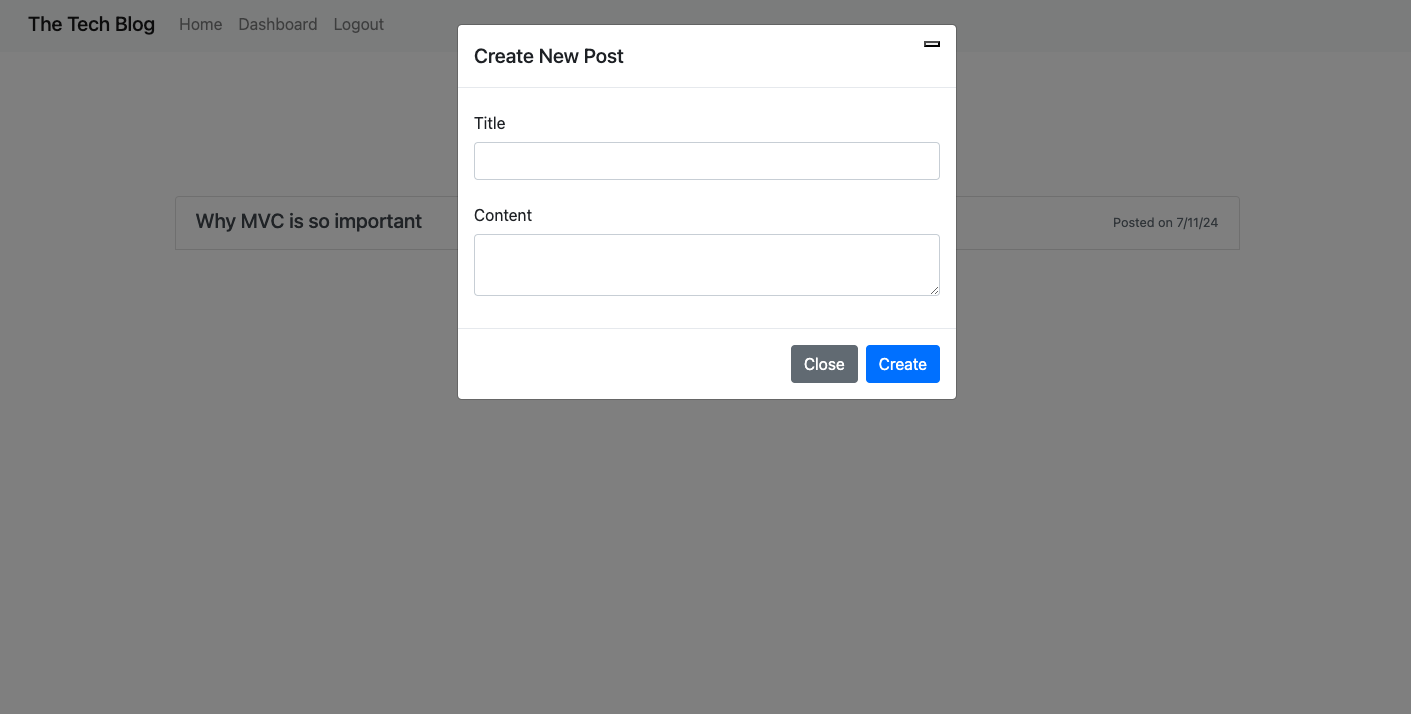 The Tech Blog Home Dashboard Logout
Create New Post
Title
Why MVC is so important Posted on 7/11/24
Content
Close Create